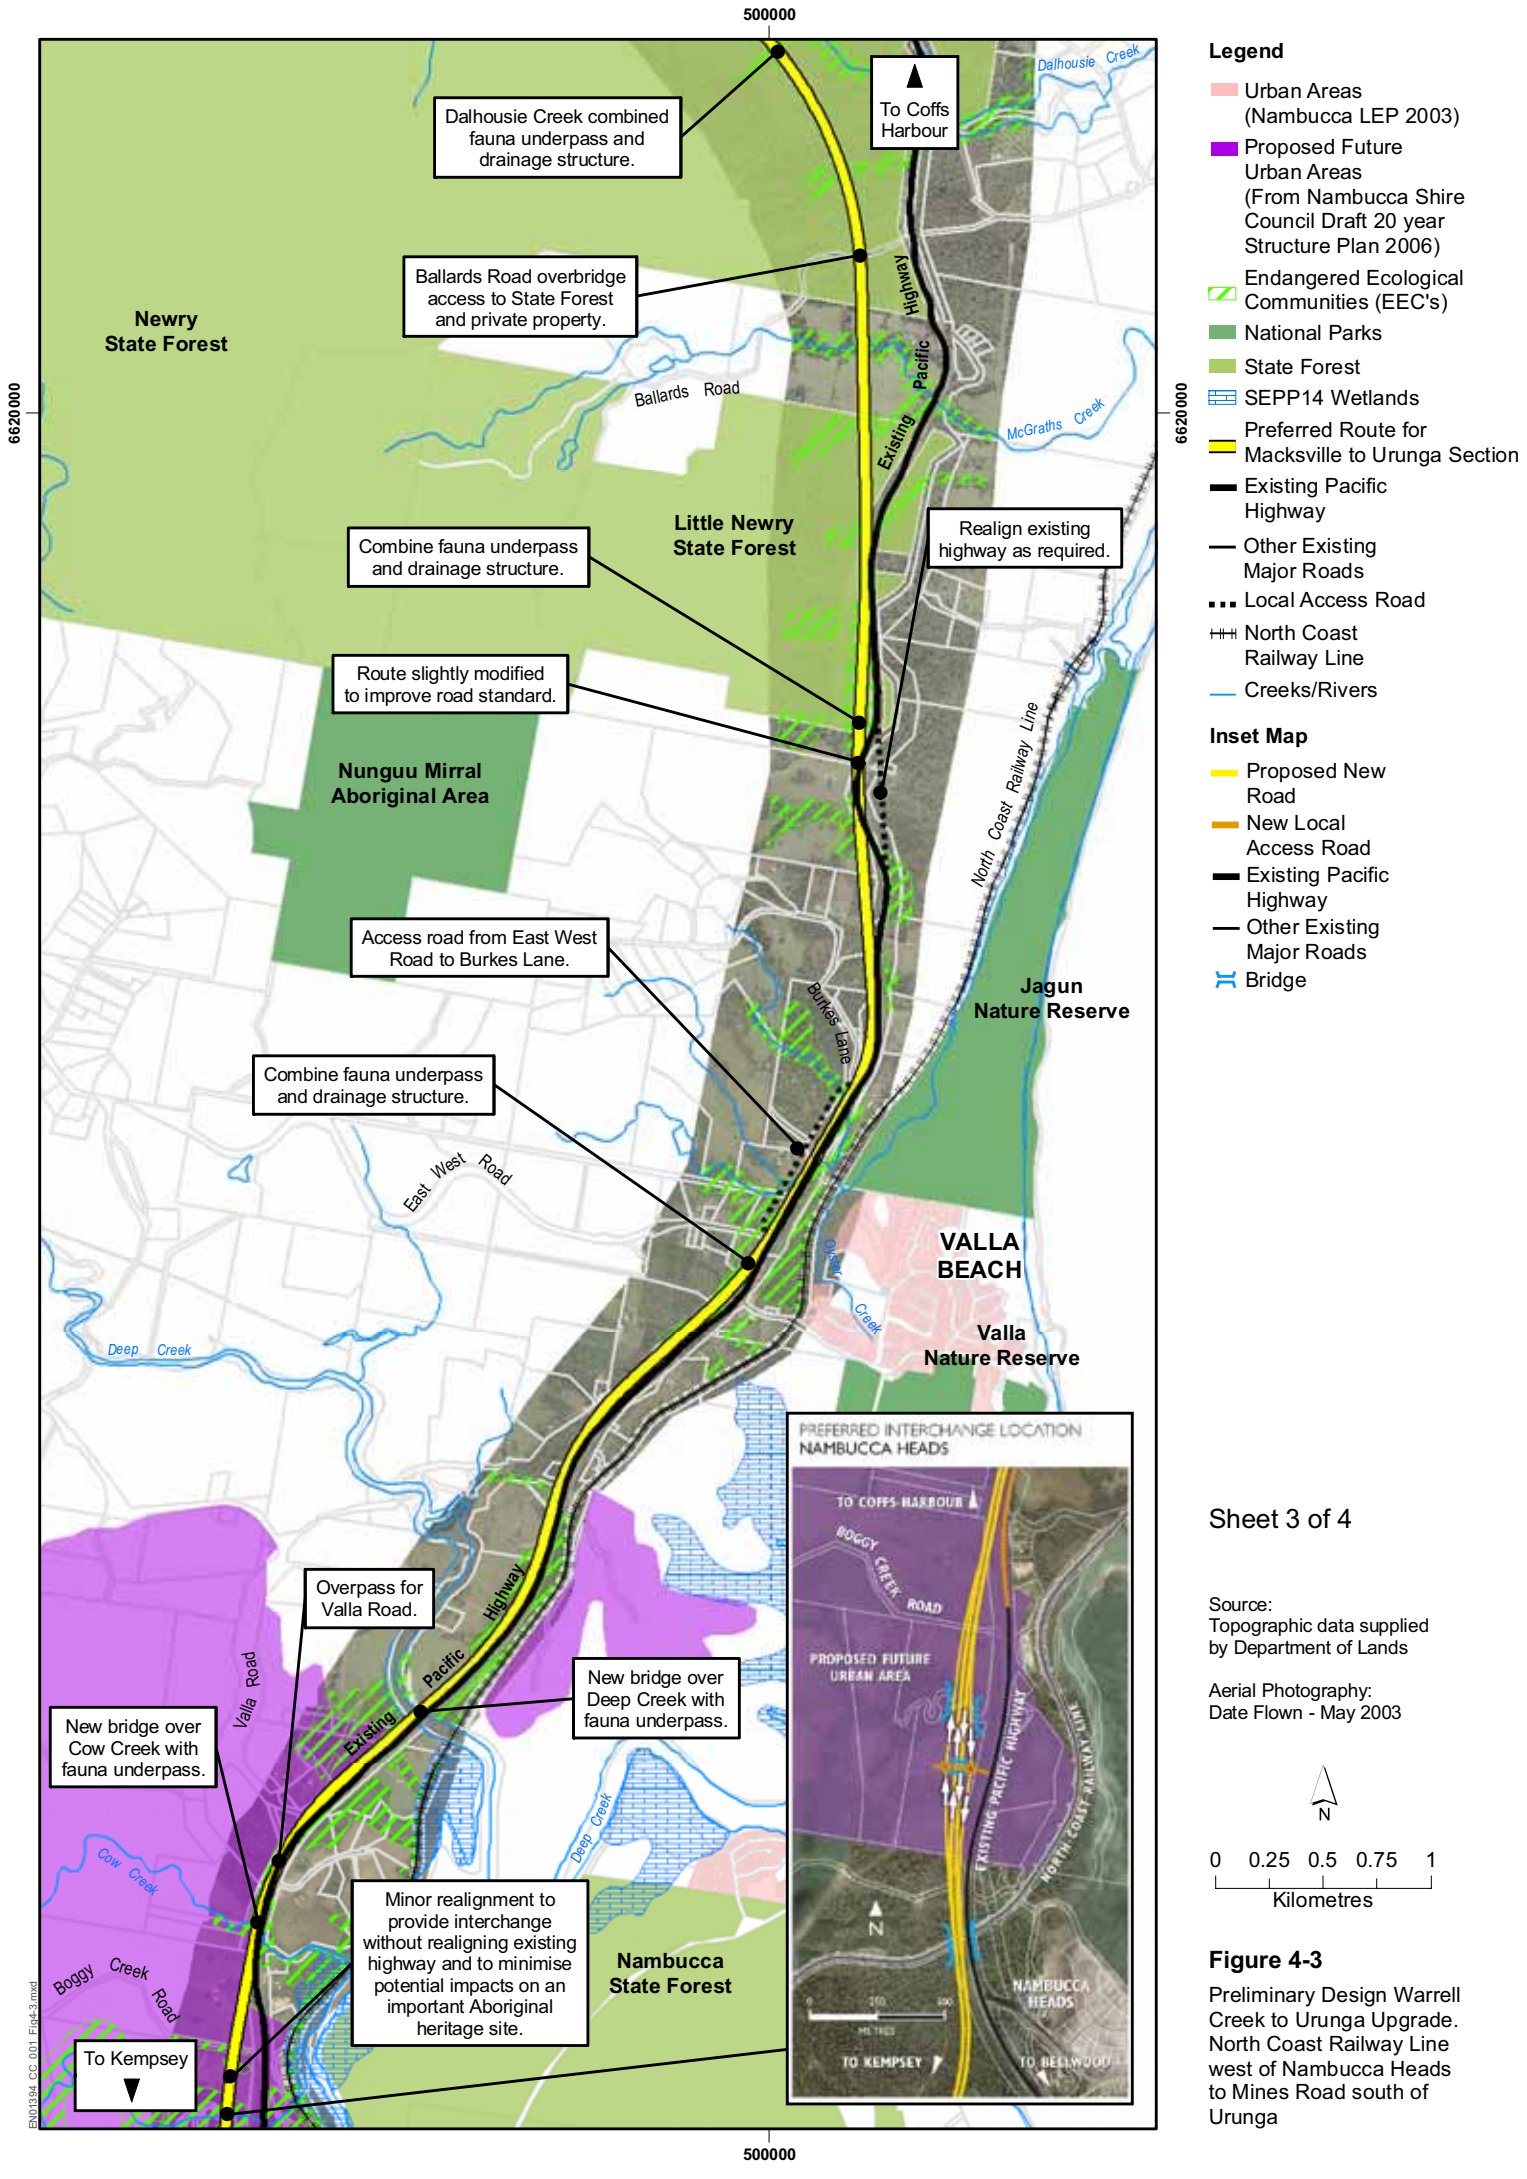 500000
Dalhousie Creek
To Coffs
Harbour
Dalhousie Creek combined
fauna underpass and
drainage structure.
Ballards Road overbridge
access to State Forest
and private property.
Newry
State Forest
Highway
Pacific
Existing
Ballards Road
McGraths Creek
6620000
6620000
Little Newry
State Forest
Realign existing
highway as required.
Combine fauna underpass
and drainage structure.
Route slightly modified
to improve road standard.
Nunguu Mirral
Aboriginal Area
North Coast Railway Line
Access road from East West
Road to Burkes Lane.
Burkes Lane
Jagun
Nature Reserve
Combine fauna underpass
and drainage structure.
East West Road
VALLA
BEACH
Oyster
Creek
Valla
Nature Reserve
Deep Creek
Overpass for
Valla Road.
Highway
Pacific
Existing
Valla Road
New bridge over
Deep Creek with
fauna underpass.
New bridge over
Cow Creek with
fauna underpass.
Deep Creek
Cow Creek
Minor realignment to
provide interchange
without realigning existing
highway and to minimise
potential impacts on an
important Aboriginal
heritage site.
Nambucca
State Forest
Boggy Creek
Road
To Kempsey
EN01394_CC_001_Fig4-3.mxd
500000
PREFERRED INTERCHANGE LOCATION
NAMBUCCA HEADS
TO COFFS HARBOUR
BOGGY
CREEK
ROAD
PROPOSED FUTURE
URBAN AREA
EXISTING PACIFIC HIGHWAY
NORTH COAST RAILWAY LINE
N
NAMBUCCA
HEADS
0 250
METRES
TO KEMPSEY
TO BELLWOOD
Legend
Urban Areas
(Nambucca LEP 2003)
Proposed Future
Urban Areas
(From Nambucca Shire
Council Draft 20 year
Structure Plan 2006)
Endangered Ecological
Communities (EEC's)
National Parks
State Forest
SEPP14 Wetlands
Preferred Route for
Macksville to Urunga Section
Existing Pacific
Highway
Other Existing
Major Roads
Local Access Road
North Coast
Railway Line
Creeks/Rivers
Inset Map
Proposed New
Road
New Local
Access Road
Existing Pacific
Highway
Other Existing
Major Roads
Bridge
Sheet 3 of 4
Source:
Topographic data supplied
by Department of Lands
Aerial Photography:
Date Flown - May 2003
N
0 0.25 0.5 0.75 1
Kilometres
Figure 4-3
Preliminary Design Warrell
Creek to Urunga Upgrade.
North Coast Railway Line
west of Nambucca Heads
to Mines Road south of
Urunga